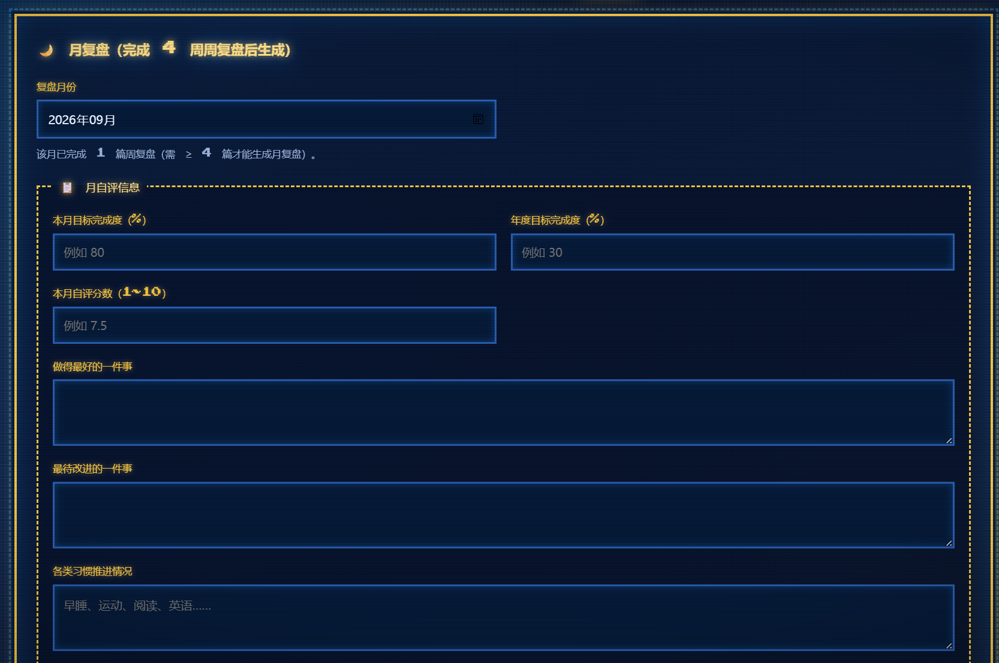 🌙 月复盘（完成 4 周周复盘后生成）
复盘月份
2026年09月
该月已完成 1 篇周复盘（需 ≥ 4 篇才能生成月复盘）。
📋 月自评信息
本月目标完成度（%）
年度目标完成度（%）
例如 80
例如 30
本月自评分数（1~10）
例如 7.5
做得最好的一件事
最待改进的一件事
各类习惯推进情况
早睡、运动、阅读、英语……